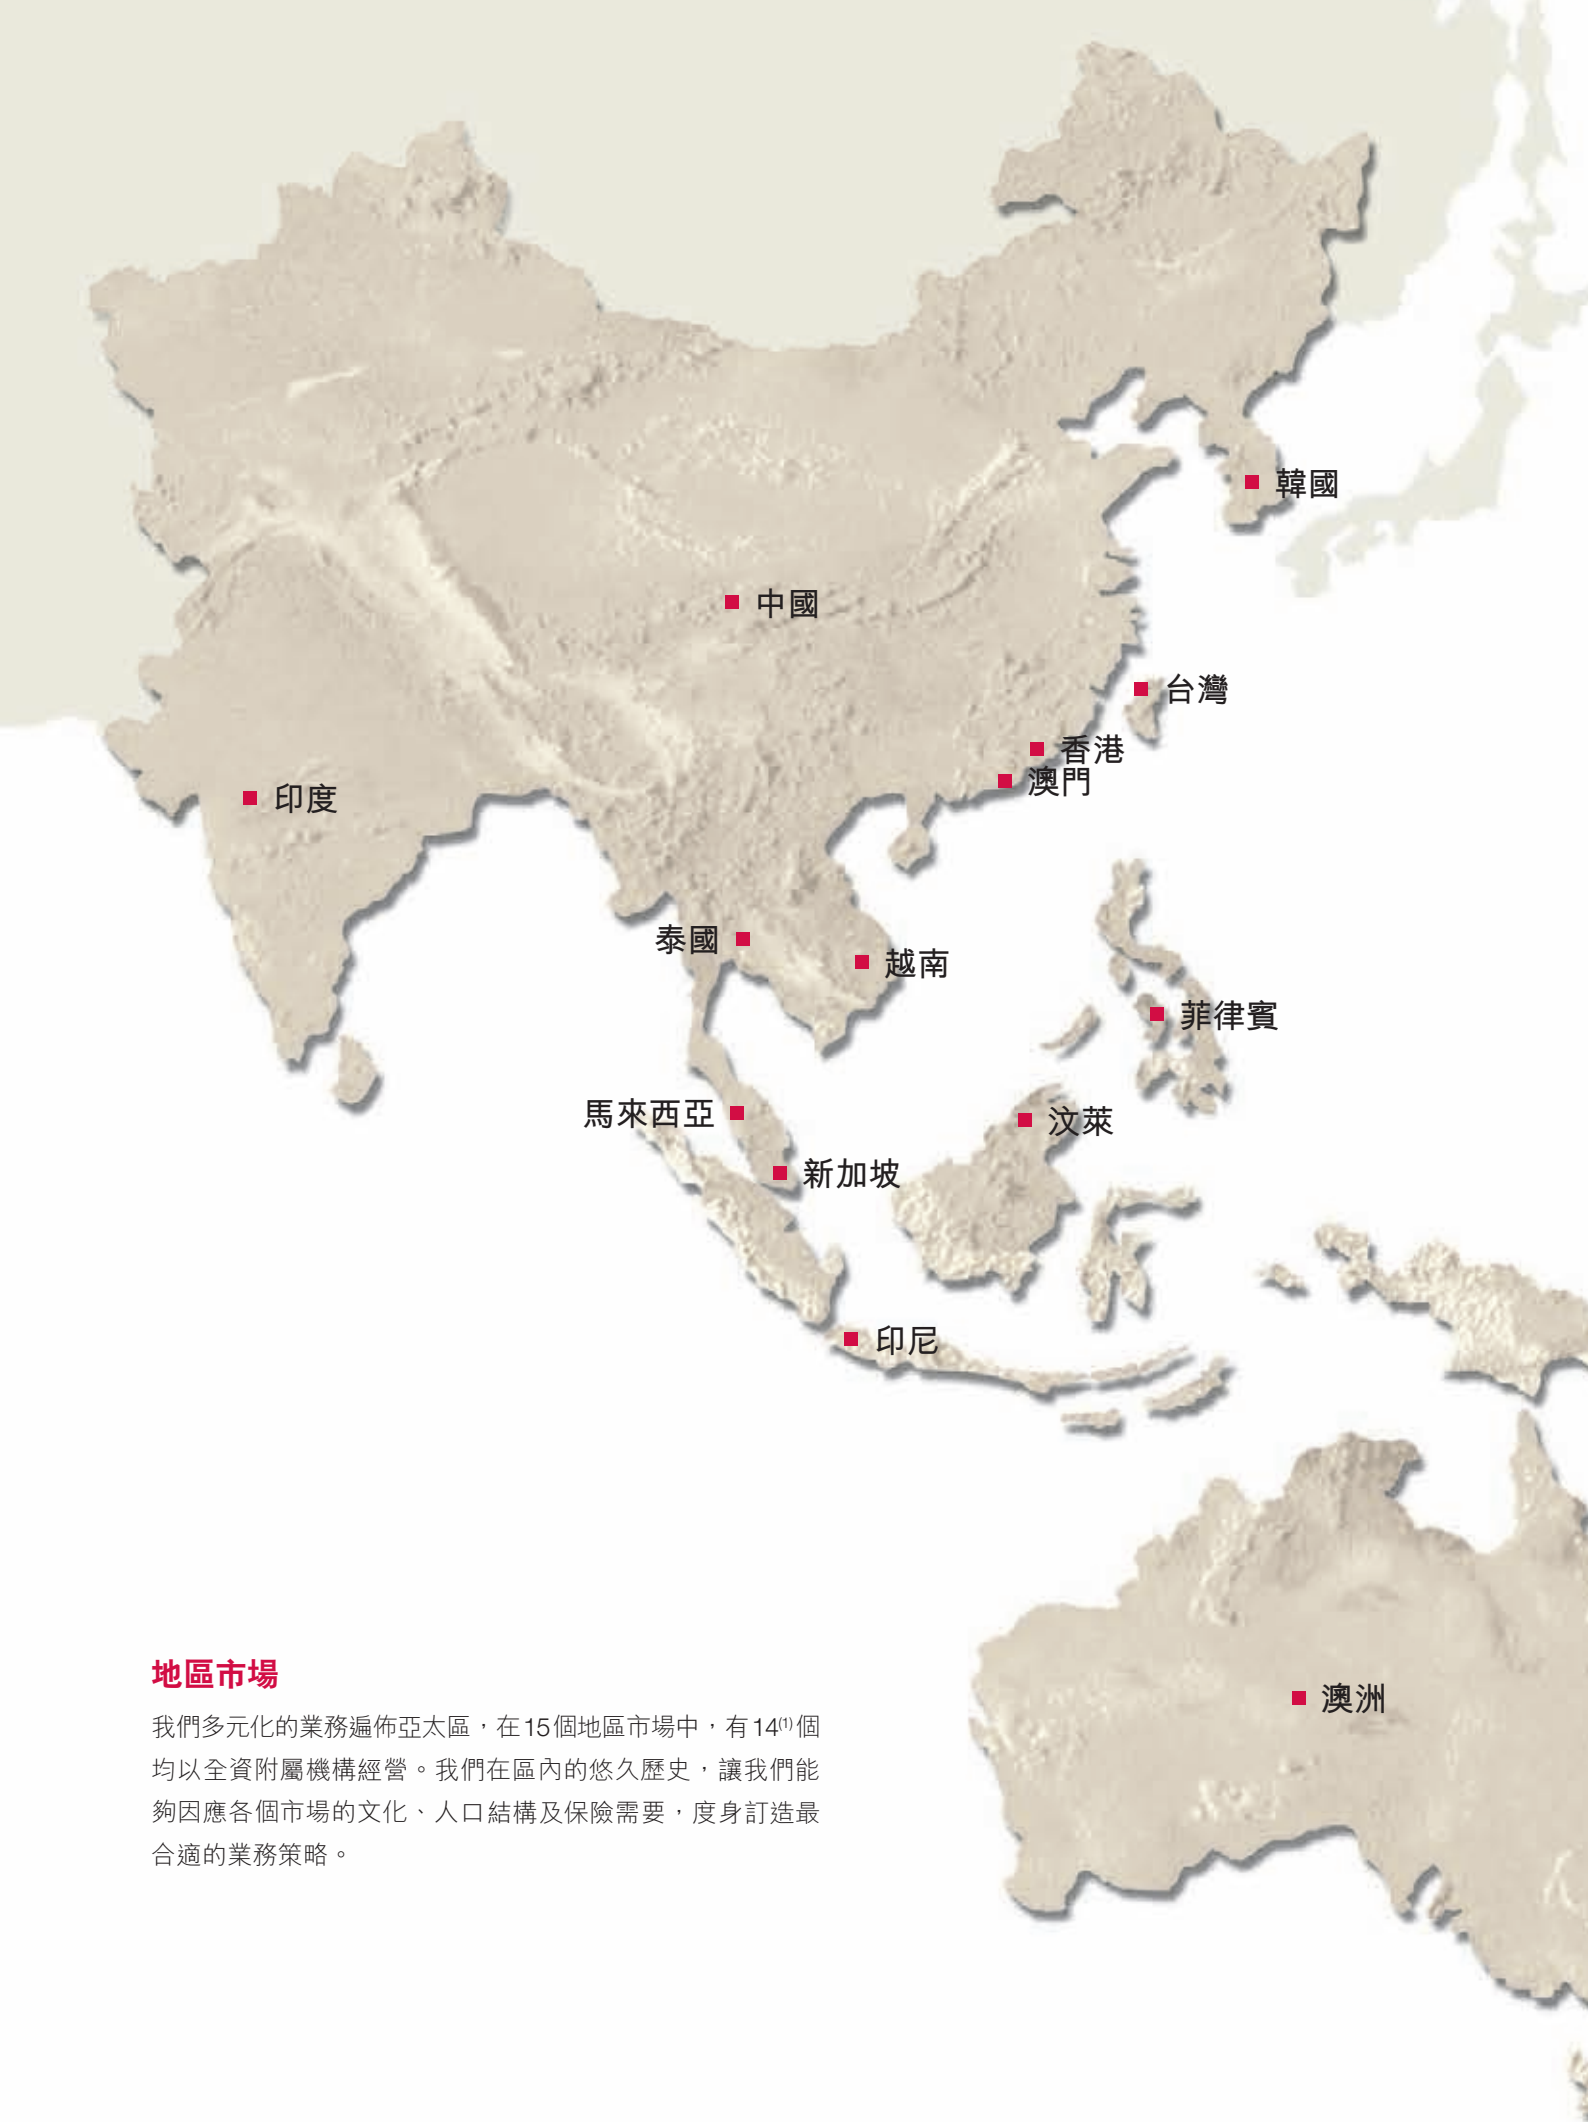 韓國
中國
台灣
香港
澳門
印度
泰國
越南
菲律賓
馬來西亞
汶萊
新加坡
印尼
澳洲
地區市場
我們多元化的業務遍佈亞太區，在15個地區市場中，有14⁽¹⁾個
均以全資附屬機構經營。我們在區內的悠久歷史，讓我們能
夠因應各個市場的文化、人口結構及保險需要，度身訂造最
合適的業務策略。